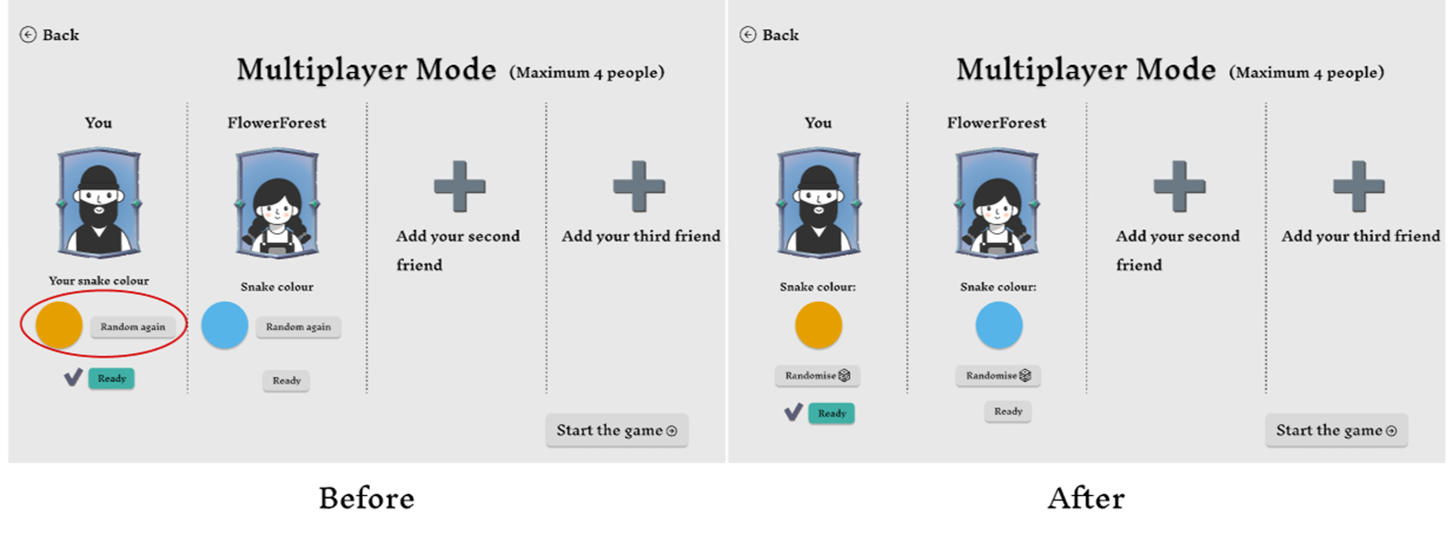 Back
Multiplayer Mode (Maximum 4 people)
You
FlowerForest
Add your second
friend
Add your third friend
Your snake colour
Snake colour
Random again
Random again
Ready
Ready
Start the game
Before
Back
Multiplayer Mode (Maximum 4 people)
You
FlowerForest
Add your second
friend
Add your third friend
Snake colour:
Snake colour:
Randomise
Randomise
Ready
Ready
Start the game
After